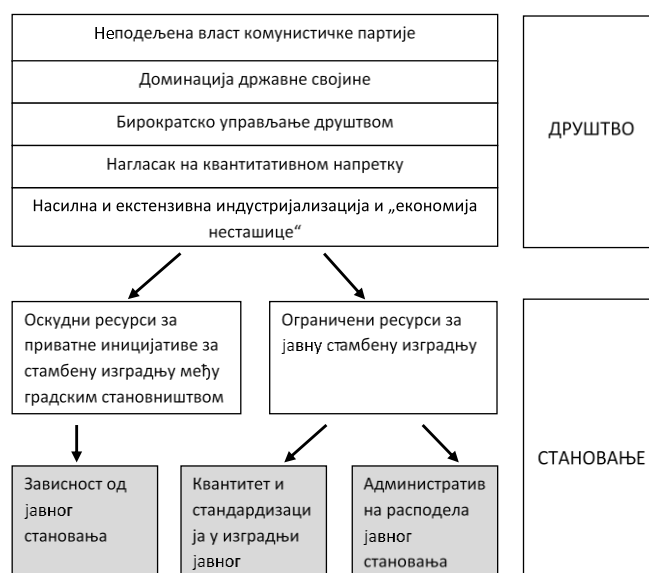 Неподељена власт комунистичке партије
Доминација државне својине
Бирократско управљање друштвом
Нагласак на квантитативном напретку
Насилна и екстензивна индустријализација и „економија
несташице“
ДРУШТВО
Оскудни ресурси за
приватне иницијативе за
стамбену изградњу међу
градским становништвом
Ограничени ресурси за
јавну стамбену изградњу
СТАНОВАЊЕ
Зависност од
јавног
становања
Квантитет и
стандардизаци
ја у изградњи
јавног
Административ
на расподела
јавног
становања